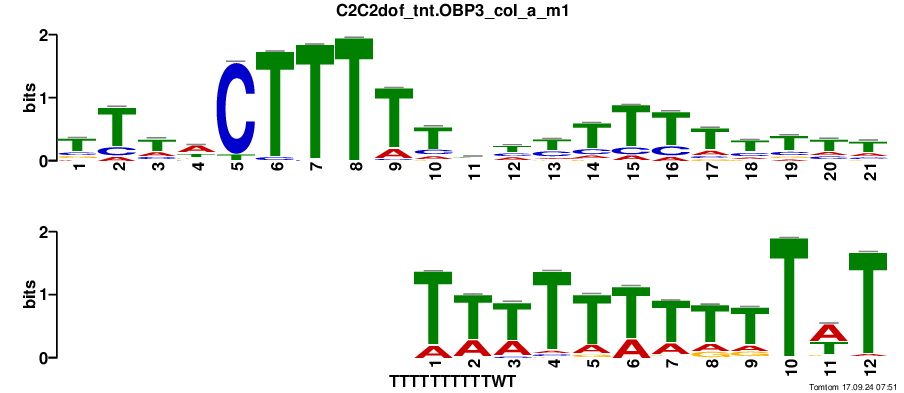 C2C2dof_tnt.OBP3_col_a_m1
bits
2
1
0
1 2 3 4 5 6 7 8 9 10 11 12 13 14 15 16 17 18 19 20 21
bits
2
1
0
1 2 3 4 5 6 7 8 9 10 11 12
TTTTTTTTTTWT
Tomtom 17.09.24 07:51